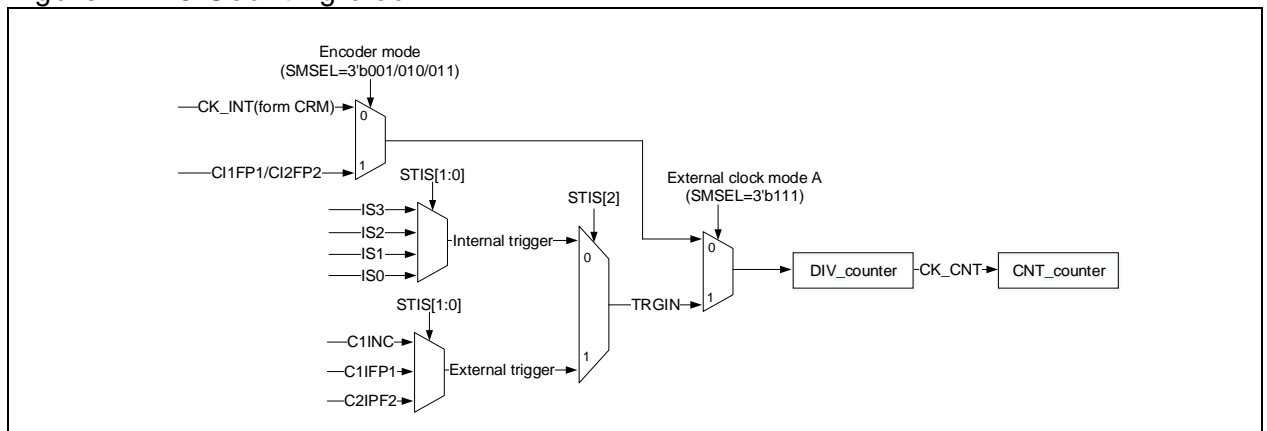 Encoder mode
(SMSEL=3'b001/010/011)
CK_INT(form CRM)
0
CI1FP1/CI2FP2
1
STIS[1:0]
IS3
IS2
IS1
IS0
Internal trigger
STIS[2]
0
1
External clock mode A
(SMSEL=3'b111)
0
1
TRGIN
DIV_counter
CK_CNT
CNT_counter
STIS[1:0]
C1INC
C1IFP1
C2IPF2
External trigger